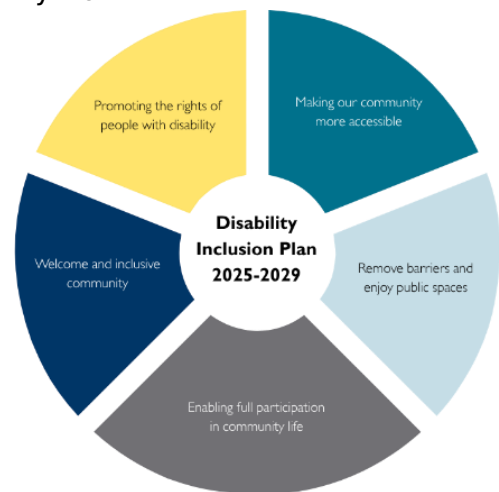 Promoting the rights of
people with disability
Making our community
more accessible
Disability
Inclusion Plan
2025-2029
Welcome and inclusive
community
Remove barriers and
enjoy public spaces
Enabling full participation
in community life